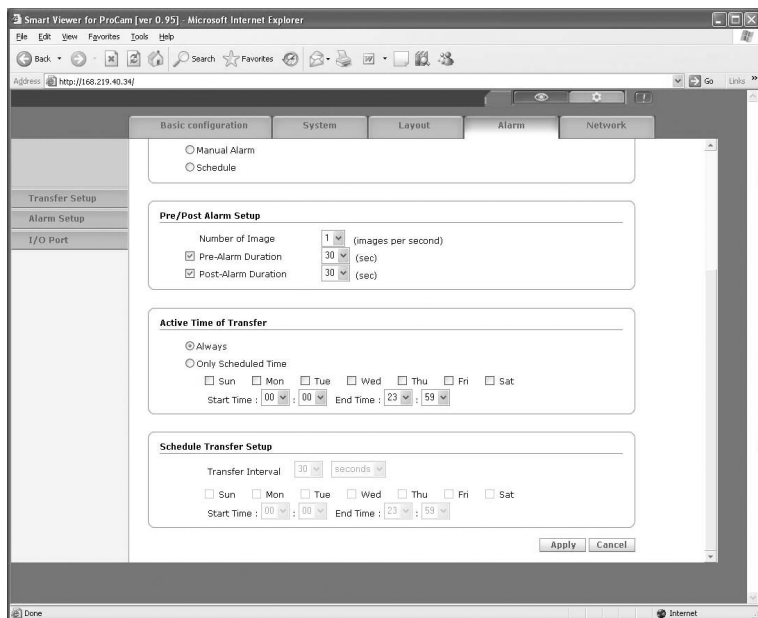 Smart Viewer for ProCam [ver 0.95] - Microsoft Internet Explorer
File Edit View Favorites Tools Help
Back Search Favorites
Address http://168.219.40.34/ Go Links »
Basic configuration System Layout Alarm Network
Manual Alarm
Schedule
Transfer Setup
Alarm Setup
I/O Port
Pre/Post Alarm Setup
Number of Image 1 (images per second)
Pre-Alarm Duration 30 (sec)
Post-Alarm Duration 30 (sec)
Active Time of Transfer
Always
Only Scheduled Time
Sun Mon Tue Wed Thu Fri Sat
Start Time : 00 : 00 End Time : 23 : 59
Schedule Transfer Setup
Transfer Interval 30 seconds
Sun Mon Tue Wed Thu Fri Sat
Start Time : 00 : 00 End Time : 23 : 59
Apply Cancel
Done Internet